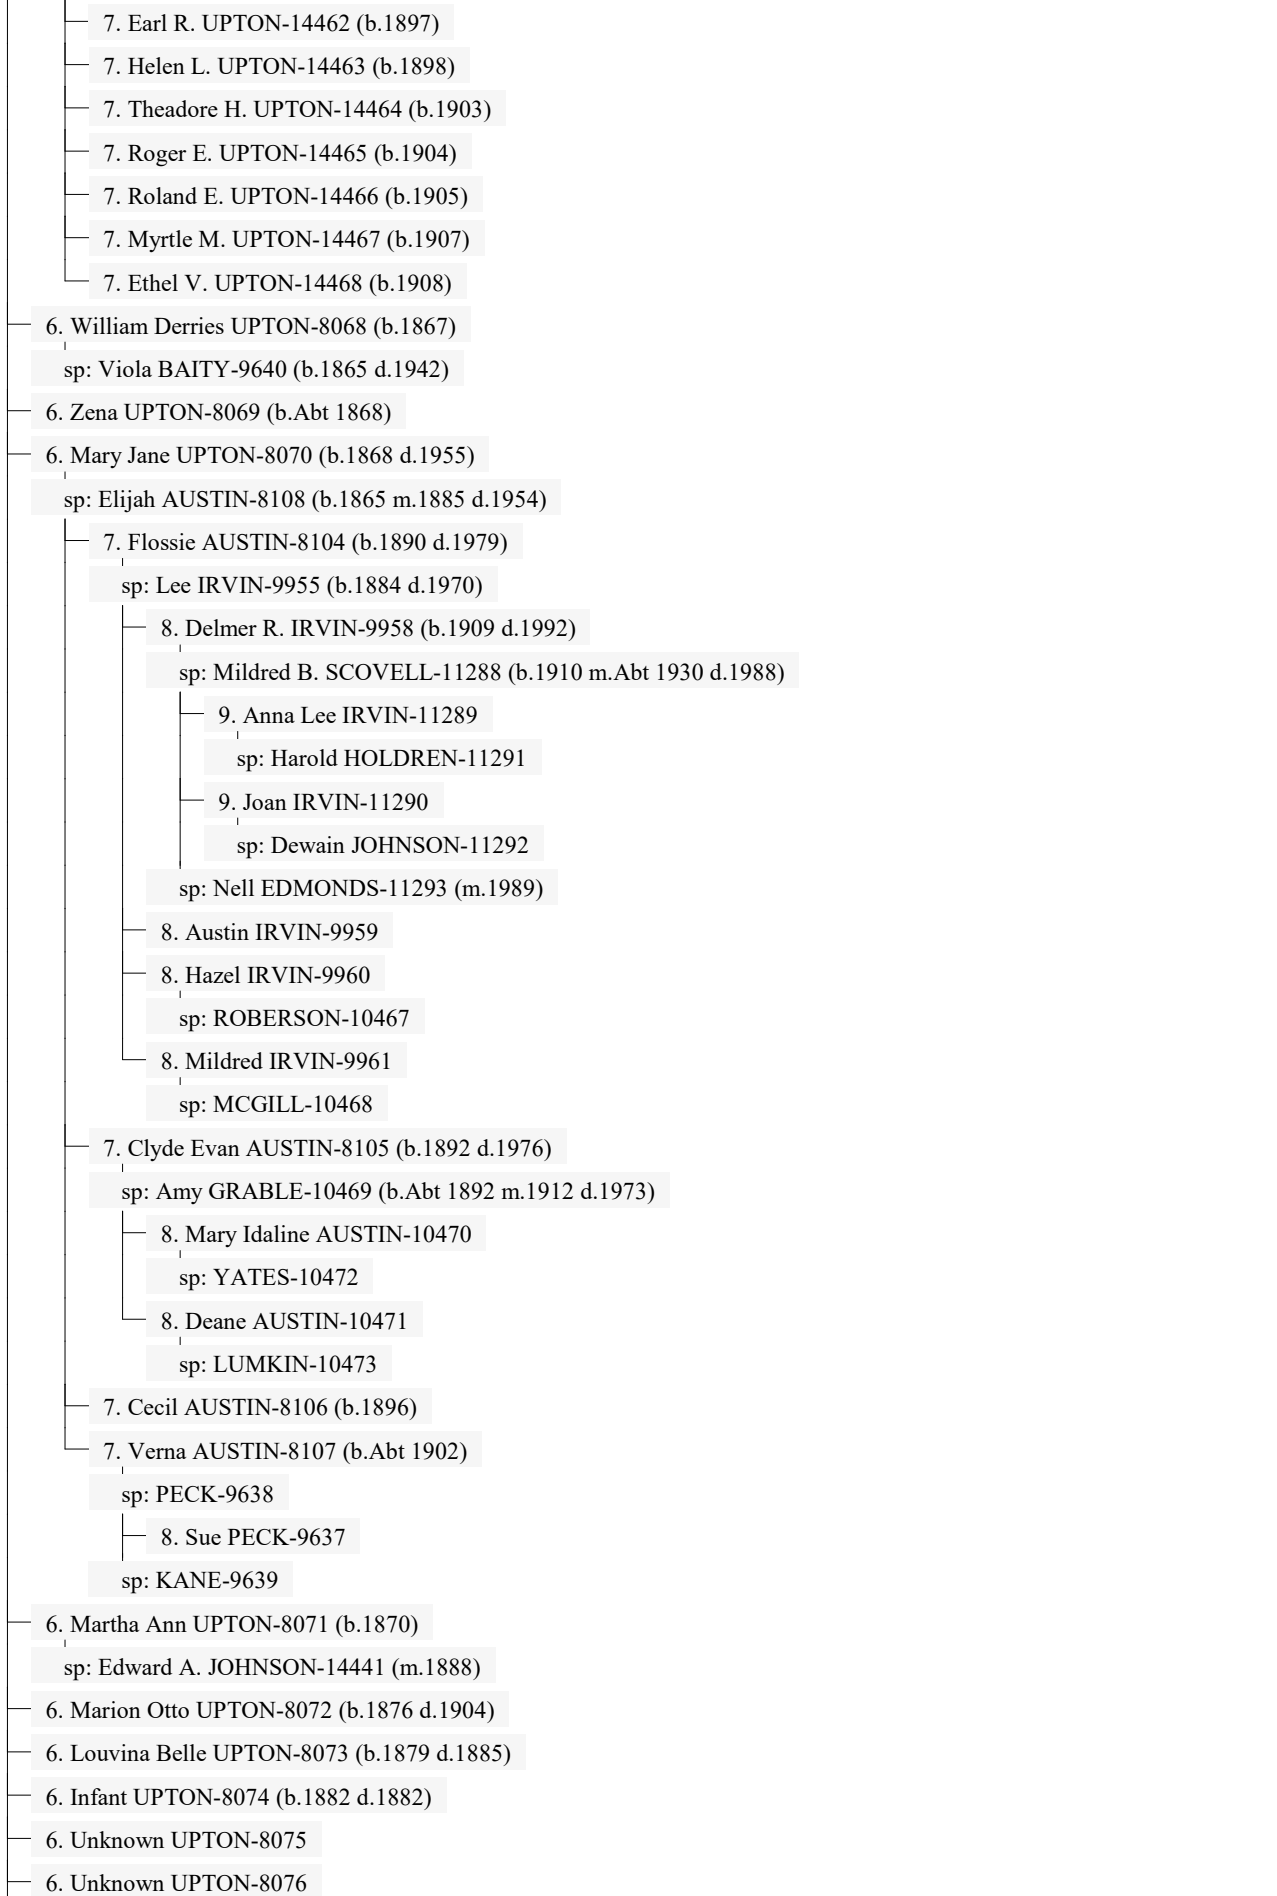 7. Earl R. UPTON-14462 (b.1897)
7. Helen L. UPTON-14463 (b.1898)
7. Theadore H. UPTON-14464 (b.1903)
7. Roger E. UPTON-14465 (b.1904)
7. Roland E. UPTON-14466 (b.1905)
7. Myrtle M. UPTON-14467 (b.1907)
7. Ethel V. UPTON-14468 (b.1908)
6. William Derries UPTON-8068 (b.1867)
sp: Viola BAITY-9640 (b.1865 d.1942)
6. Zena UPTON-8069 (b.Abt 1868)
6. Mary Jane UPTON-8070 (b.1868 d.1955)
sp: Elijah AUSTIN-8108 (b.1865 m.1885 d.1954)
7. Flossie AUSTIN-8104 (b.1890 d.1979)
sp: Lee IRVIN-9955 (b.1884 d.1970)
8. Delmer R. IRVIN-9958 (b.1909 d.1992)
sp: Mildred B. SCOVELL-11288 (b.1910 m.Abt 1930 d.1988)
9. Anna Lee IRVIN-11289
sp: Harold HOLDREN-11291
9. Joan IRVIN-11290
sp: Dewain JOHNSON-11292
sp: Nell EDMONDS-11293 (m.1989)
8. Austin IRVIN-9959
8. Hazel IRVIN-9960
sp: ROBERSON-10467
8. Mildred IRVIN-9961
sp: MCGILL-10468
7. Clyde Evan AUSTIN-8105 (b.1892 d.1976)
sp: Amy GRABLE-10469 (b.Abt 1892 m.1912 d.1973)
8. Mary Idaline AUSTIN-10470
sp: YATES-10472
8. Deane AUSTIN-10471
sp: LUMKIN-10473
7. Cecil AUSTIN-8106 (b.1896)
7. Verna AUSTIN-8107 (b.Abt 1902)
sp: PECK-9638
8. Sue PECK-9637
sp: KANE-9639
6. Martha Ann UPTON-8071 (b.1870)
sp: Edward A. JOHNSON-14441 (m.1888)
6. Marion Otto UPTON-8072 (b.1876 d.1904)
6. Louvina Belle UPTON-8073 (b.1879 d.1885)
6. Infant UPTON-8074 (b.1882 d.1882)
6. Unknown UPTON-8075
6. Unknown UPTON-8076